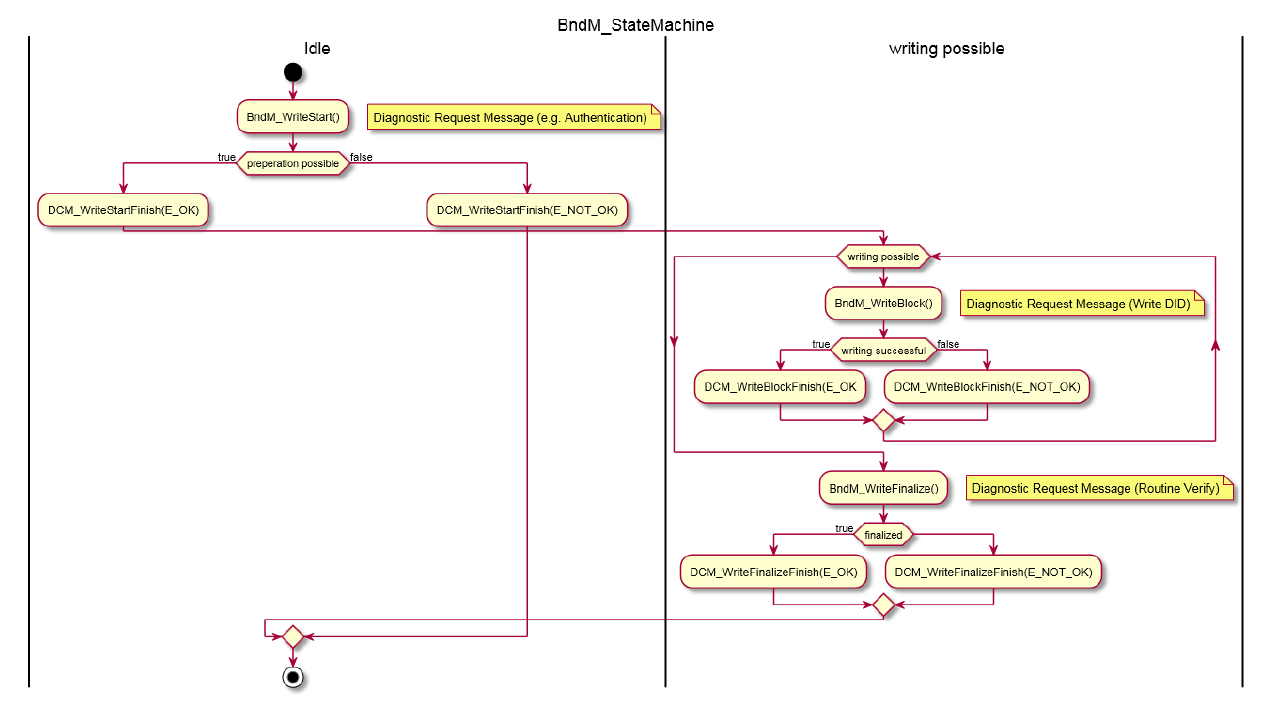 BndM_StateMachine
Idle
writing possible
BndM_WriteStart()
Diagnostic Request Message (e.g. Authentication)
true
preperation possible
false
DCM_WriteStartFinish(E_OK)
DCM_WriteStartFinish(E_NOT_OK)
writing possible
BndM_WriteBlock()
Diagnostic Request Message (Write DID)
true
writing successful
false
DCM_WriteBlockFinish(E_OK
DCM_WriteBlockFinish(E_NOT_OK)
BndM_WriteFinalize()
Diagnostic Request Message (Routine Verify)
true
finalized
DCM_WriteFinalizeFinish(E_OK)
DCM_WriteFinalizeFinish(E_NOT_OK)